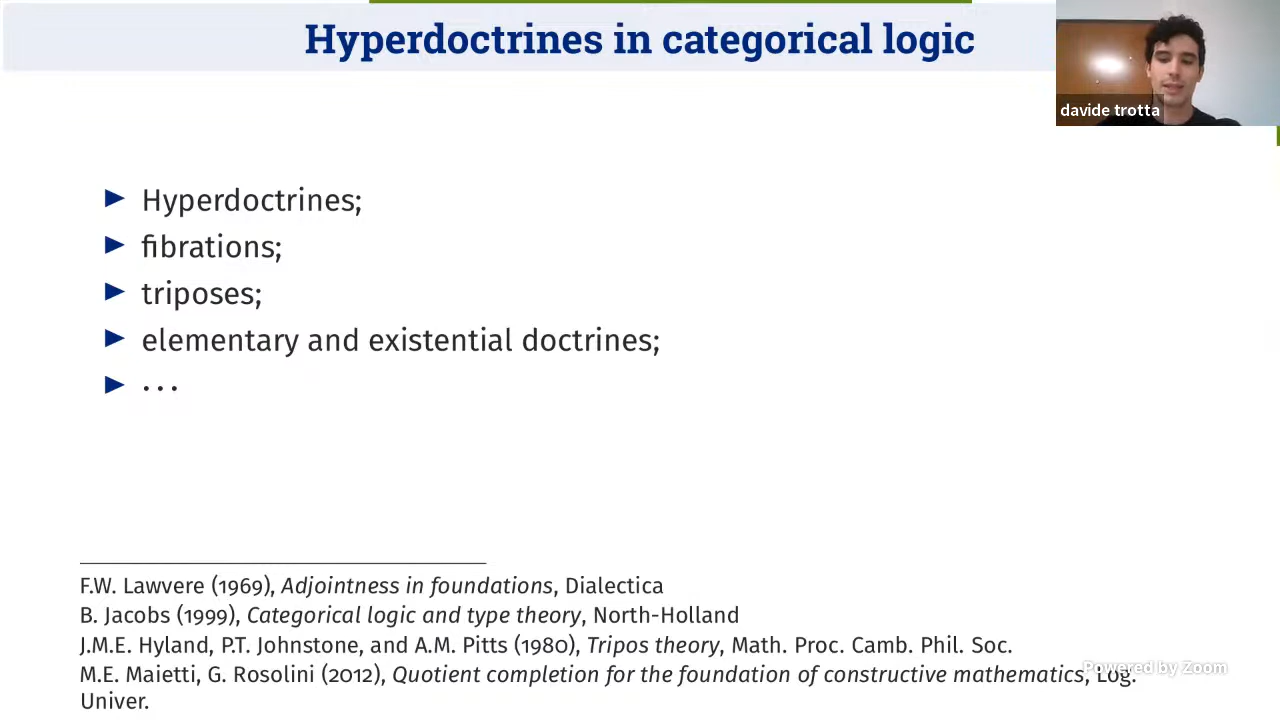 Hyperdoctrines in categorical logic
davide trotta
► Hyperdoctrines;
► fibrations;
► triposes;
► elementary and existential doctrines;
► ···
F.W. Lawvere (1969), Adjointness in foundations, Dialectica
B. Jacobs (1999), Categorical logic and type theory, North-Holland
J.M.E. Hyland, P.T. Johnstone, and A.M. Pitts (1980), Tripos theory, Math. Proc. Camb. Phil. Soc.
M.E. Maietti, G. Rosolini (2012), Quotient completion for the foundation of constructive mathematics, Log.
Univer.
Powered by Zoom